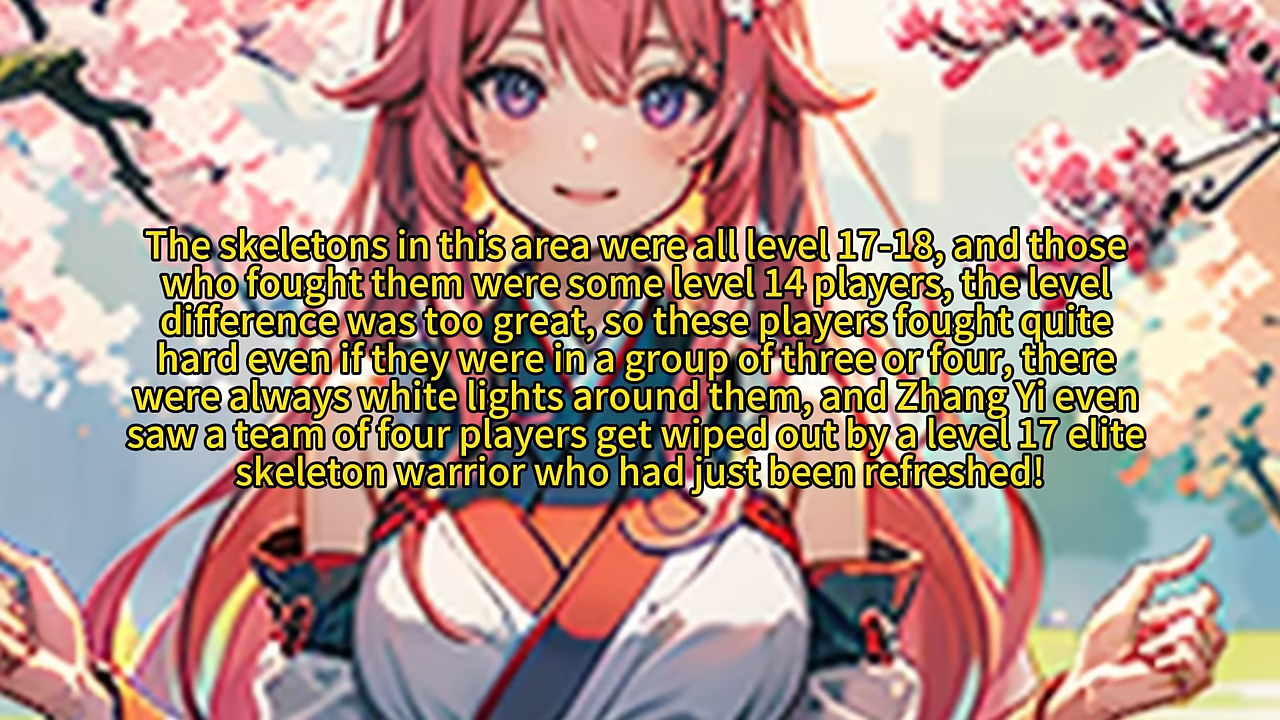 The skeletons in this area were all level 17-18, and those
who fought them were some level 14 players, the level
difference was too great, so these players fought quite
hard even if they were in a group of three or four, there
were always white lights around them, and Zhang Yi even
saw a team of four players get wiped out by a level 17 elite
skeleton warrior who had just been refreshed!